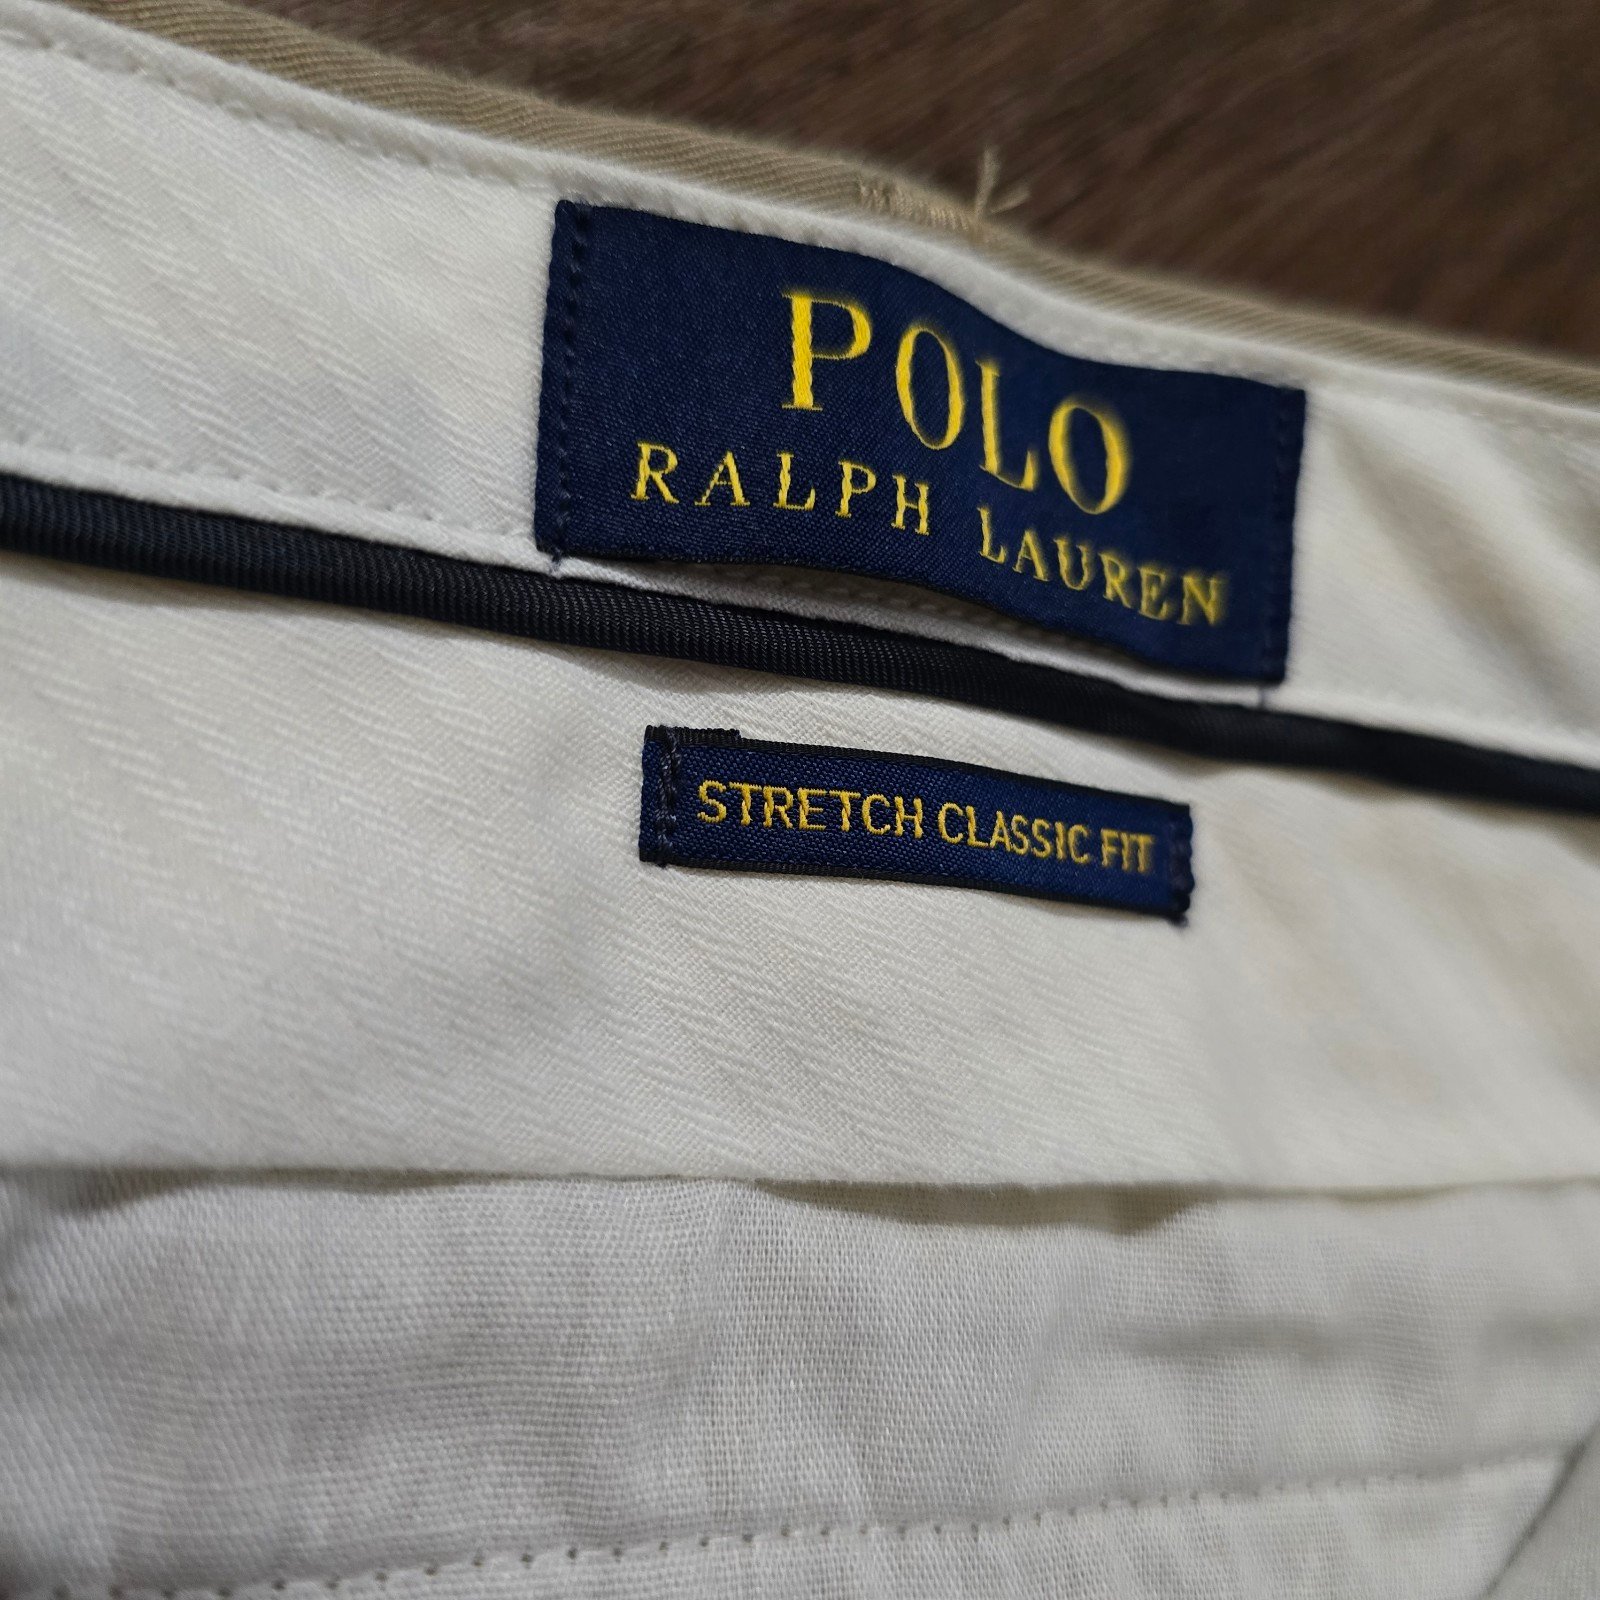 POLO
RALPH LAUREN
STRETCH CLASSIC FIT